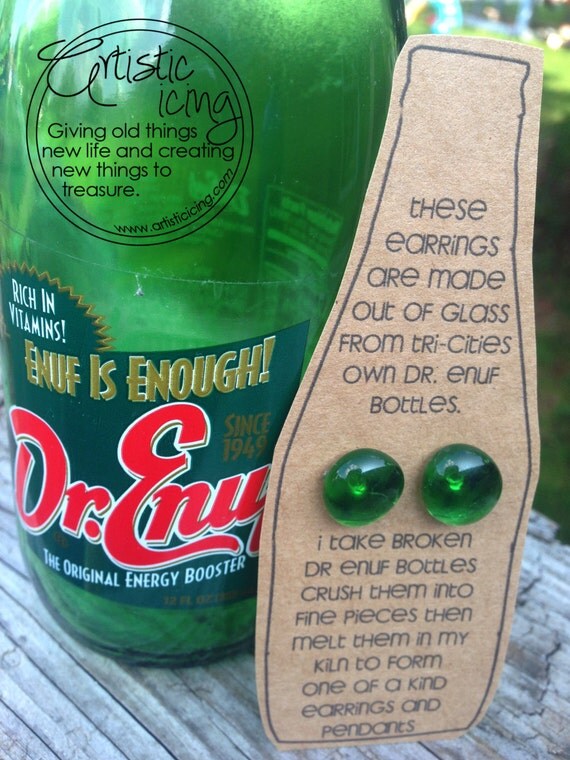 Artistic
icing
Giving old things
new life and creating
new things to
treasure.
www.artisticicing.com
RICH IN
VITAMINS!
ENUF IS ENOUGH!
SINCE
1949
Dr. Enuf
THE ORIGINAL ENERGY BOOSTER
12 FL OZ
these
earrings
are made
out of glass
from tri-cities
own dr. enuf
bottles.
i take broken
dr enuf bottles
crush them into
fine pieces then
melt them in my
kiln to form
one of a kind
earrings and
pendants